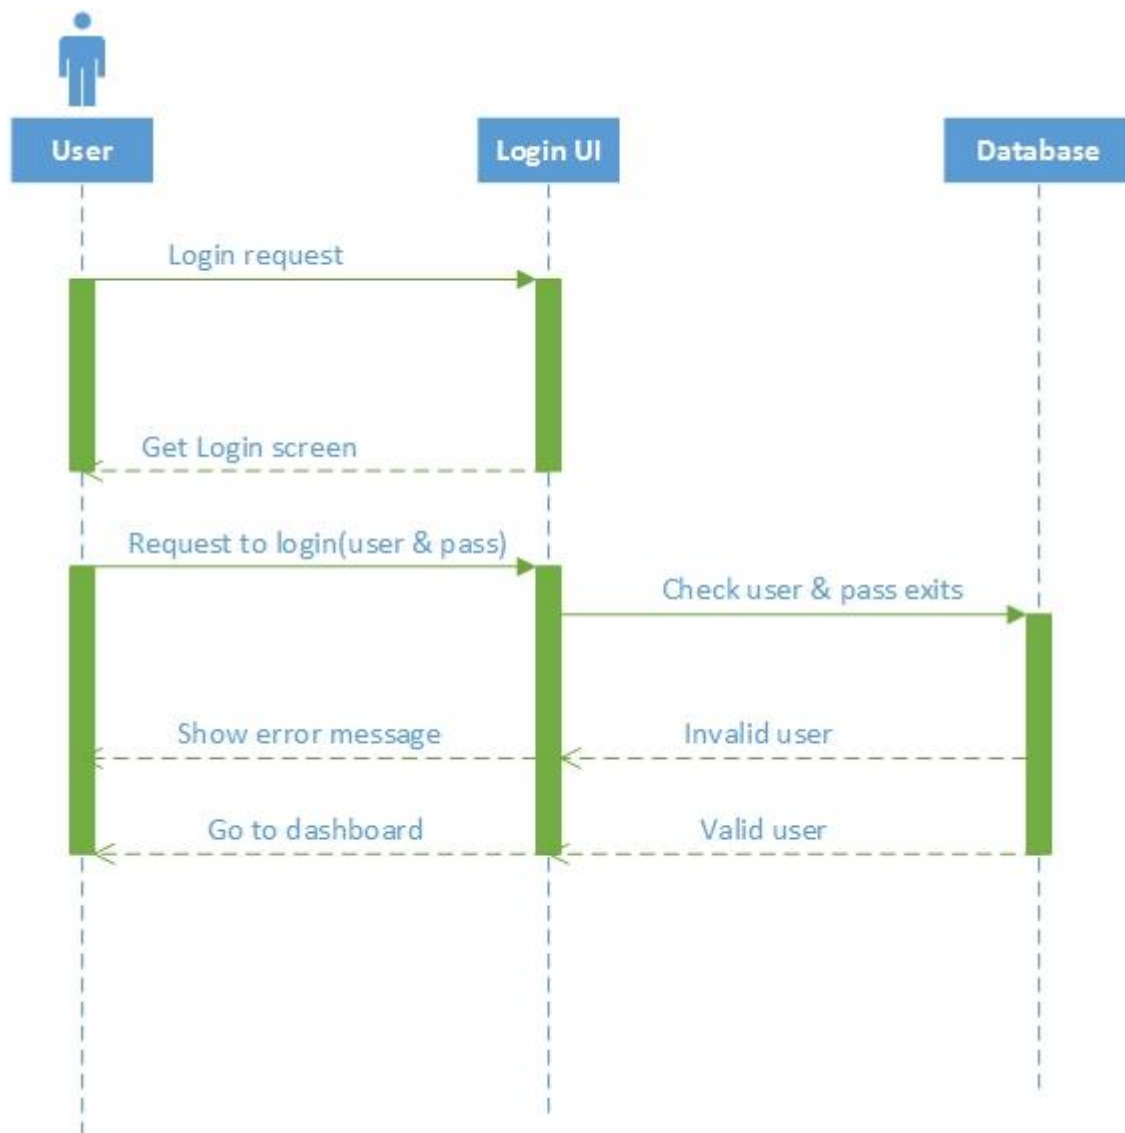 User
Login UI
Database
Login request
Get Login screen
Request to login(user & pass)
Check user & pass exits
Show error message
Invalid user
Go to dashboard
Valid user